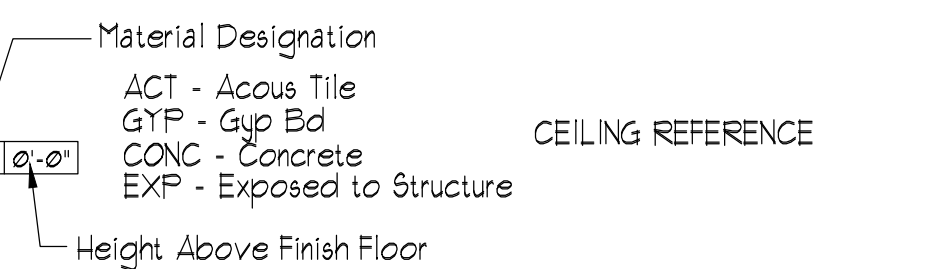 Material Designation
ACT - Acous Tile
GYP - Gyp Bd
CEILING REFERENCE
CONC - Concrete
Ø'-Ø"
EXP - Exposed to Structure
Height Above Finish Floor